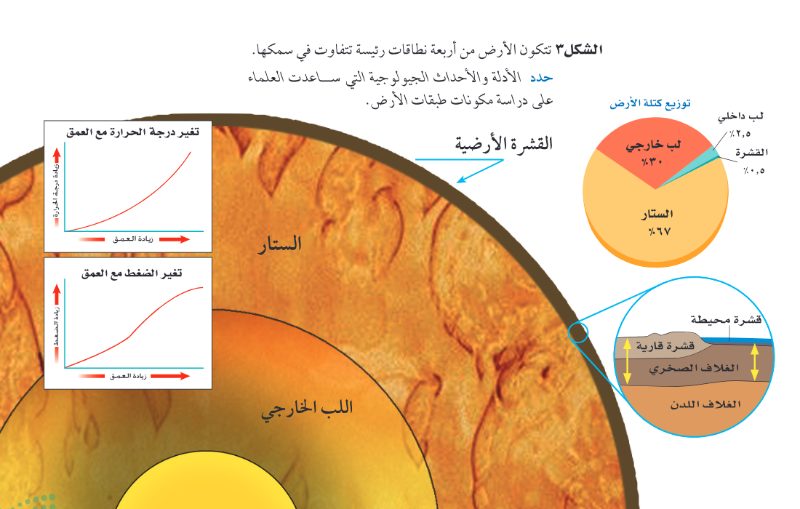 الشكل٣ تتكون الأرض من أربعة نطاقات رئيسة تتفاوت في سمكها.
حدد الأدلة والأحداث الجيولوجية التي ساعدت العلماء
على دراسة مكونات طبقات الأرض.
توزيع كتلة الأرض
لب داخلي
٪٢,٥
القشرة
٪٠,٥
لب خارجي
٪٣٠
الستار
٪٦٧
القشرة الأرضية
تغير درجة الحرارة مع العمق
زيادة درجة الحرارة
زيادة العمق
تغير الضغط مع العمق
زيادة الضغط
زيادة العمق
الستار
اللب الخارجي
قشرة محيطة
قشرة قارية
الغلاف الصخري
الغلاف اللدن